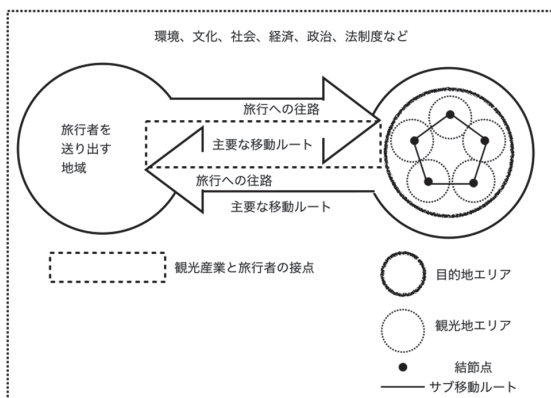 環境、文化、社会、経済、政治、法制度など
旅行への往路
旅行者を
送り出す
地域
主要な移動ルート
旅行への往路
主要な移動ルート
観光産業と旅行者の接点
目的地エリア
観光地エリア
結節点
サブ移動ルート